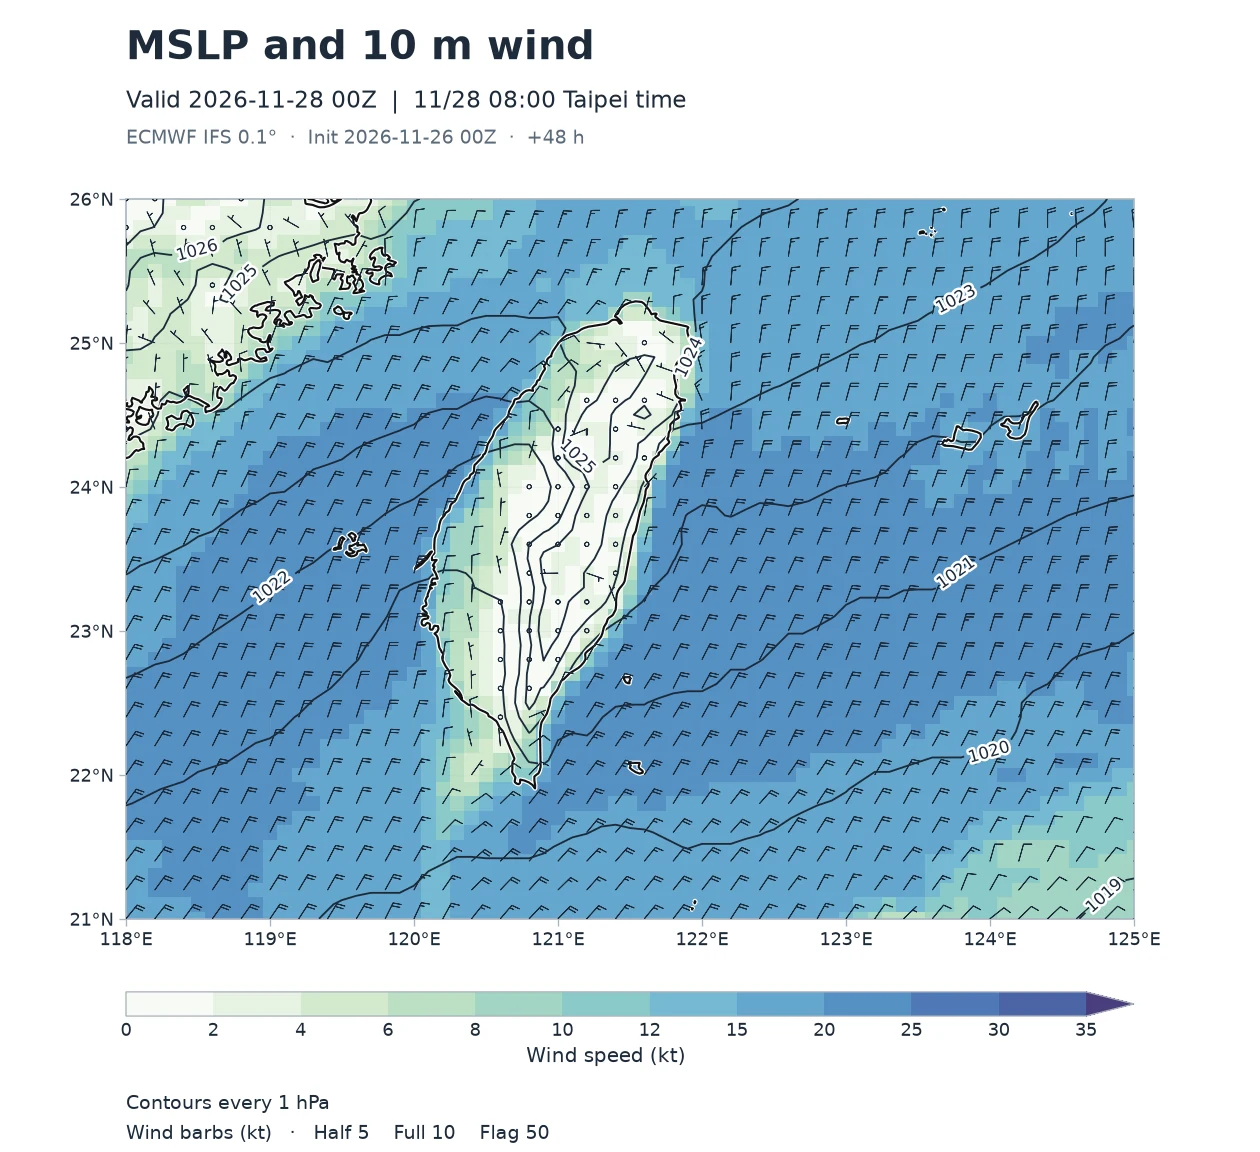 MSLP and 10 m wind
Valid 2026-11-28 00Z | 11/28 08:00 Taipei time
ECMWF IFS 0.1° · Init 2026-11-26 00Z · +48 h
26°N
1026
1025
1023
25°N
1024
1025
24°N
1022
1021
23°N
1020
22°N
1019
21°N
118°E 119°E 120°E 121°E 122°E 123°E 124°E 125°E
0 2 4 6 8 10 12 15 20 25 30 35
Wind speed (kt)
Contours every 1 hPa
Wind barbs (kt) · Half 5 Full 10 Flag 50